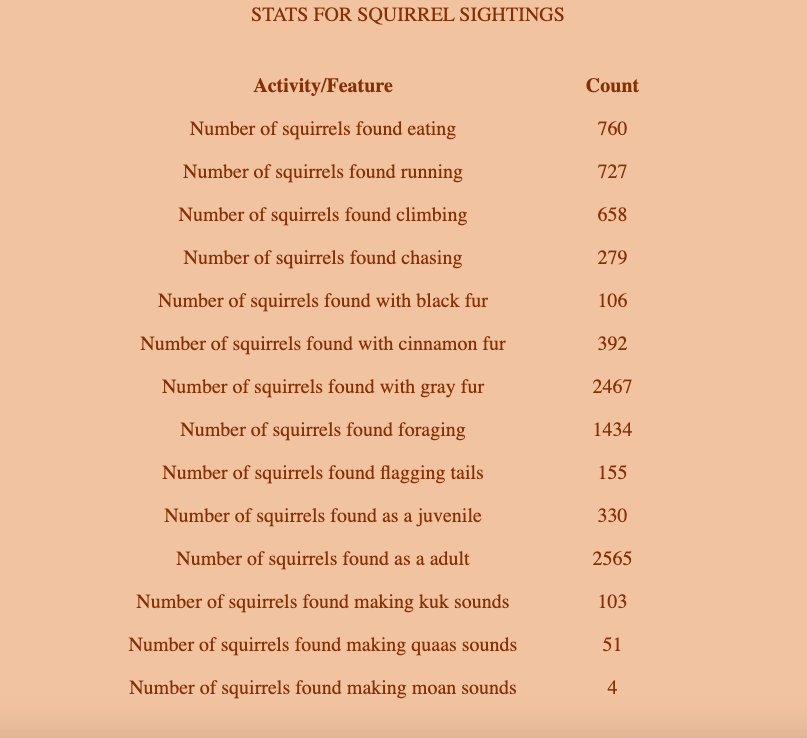 STATS FOR SQUIRREL SIGHTINGS
Activity/Feature Count
Number of squirrels found eating 760
Number of squirrels found running 727
Number of squirrels found climbing 658
Number of squirrels found chasing 279
Number of squirrels found with black fur 106
Number of squirrels found with cinnamon fur 392
Number of squirrels found with gray fur 2467
Number of squirrels found foraging 1434
Number of squirrels found flagging tails 155
Number of squirrels found as a juvenile 330
Number of squirrels found as a adult 2565
Number of squirrels found making kuk sounds 103
Number of squirrels found making quaas sounds 51
Number of squirrels found making moan sounds 4